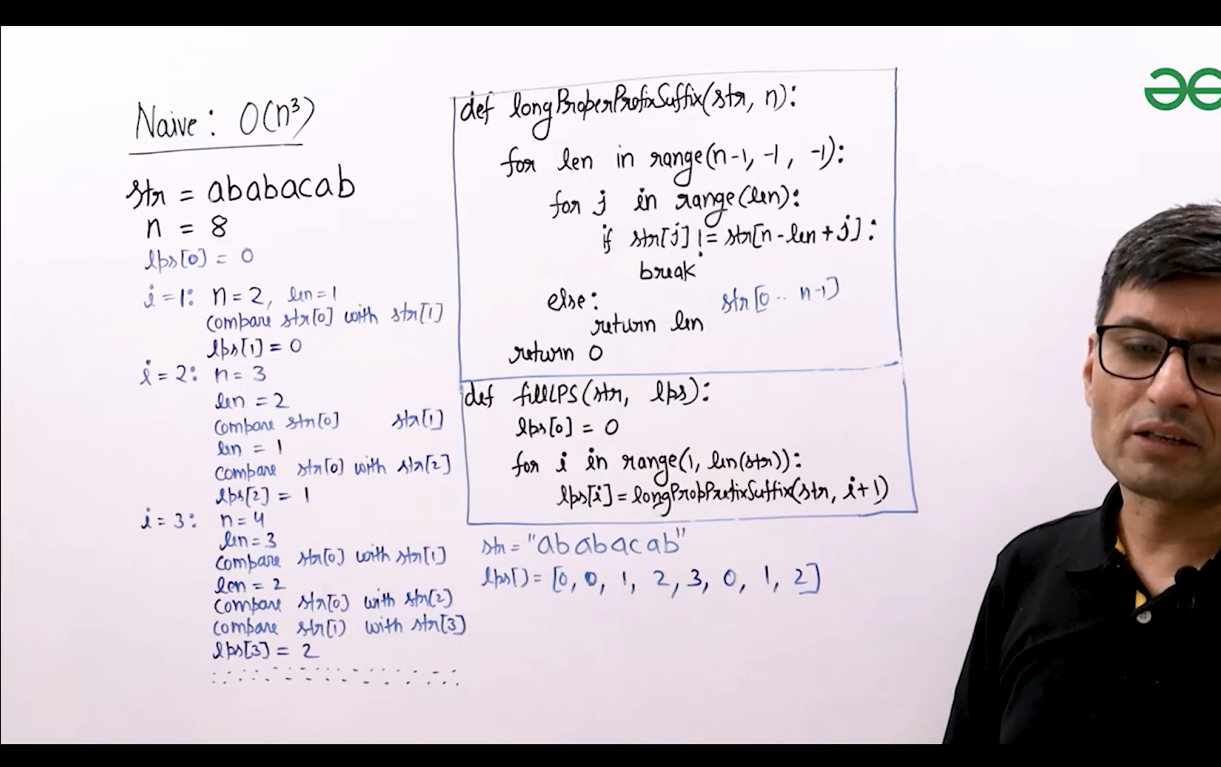 Naive: O(n³)
str = ababacab
n = 8
lps[0] = 0
i=1: n=2, len=1
compare str[0] with str[1]
lps[1] = 0
i=2: n=3
len=2
compare str[0] str[1]
len = 1
compare str[0] with str[2]
lps[2] = 1
i=3: n=4
len=3
compare str[0] with str[1]
len=2
compare str[0] with str[2]
compare str[1] with str[3]
lps[3] = 2
def longProperPrefixSuffix(str, n):
for len in range(n-1, -1, -1):
for j in range(len):
if str[j] != str[n-len+j]:
break
else:
str[0.. n-1]
return len
return 0
def fillLPS(str, lps):
lps[0] = 0
for i in range(1, len(str)):
lps[i]=longPropPrefixSuffix(str, i+1)
str = "ababacab"
lps[] = [0, 0, 1, 2, 3, 0, 1, 2]